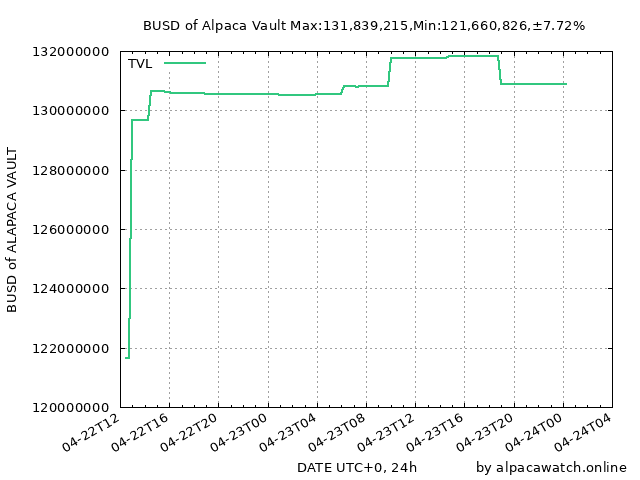 BUSD of Alpaca Vault Max:131,839,215,Min:121,660,826,±7.72%
TVL
132000000
130000000
128000000
126000000
124000000
122000000
120000000
BUSD of ALAPACA VAULT
04-22T12
04-22T16
04-22T20
04-23T00
04-23T04
04-23T08
04-23T12
04-23T16
04-23T20
04-24T00
04-24T04
DATE UTC+0, 24h
by alpacawatch.online